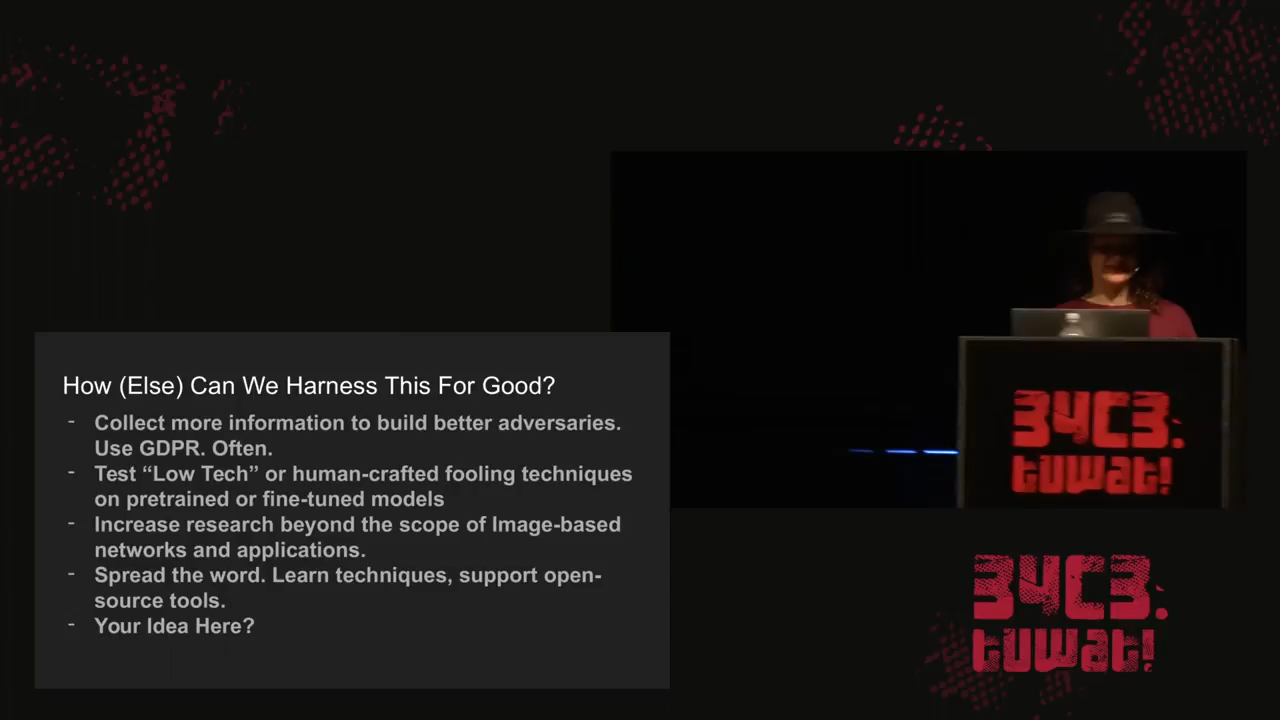 How (Else) Can We Harness This For Good?
- Collect more information to build better adversaries.
Use GDPR. Often.
- Test “Low Tech” or human-crafted fooling techniques
on pretrained or fine-tuned models
- Increase research beyond the scope of Image-based
networks and applications.
- Spread the word. Learn techniques, support open-
source tools.
- Your Idea Here?
34C3:
tuwat!
34C3:
tuwat!